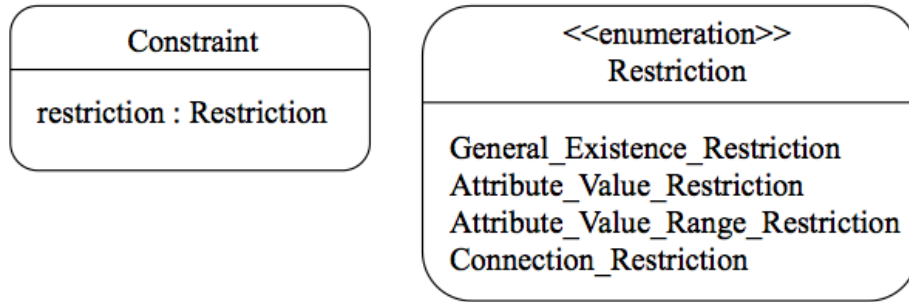 Constraint
restriction : Restriction
<<enumeration>>
Restriction
General_Existence_Restriction
Attribute_Value_Restriction
Attribute_Value_Range_Restriction
Connection_Restriction